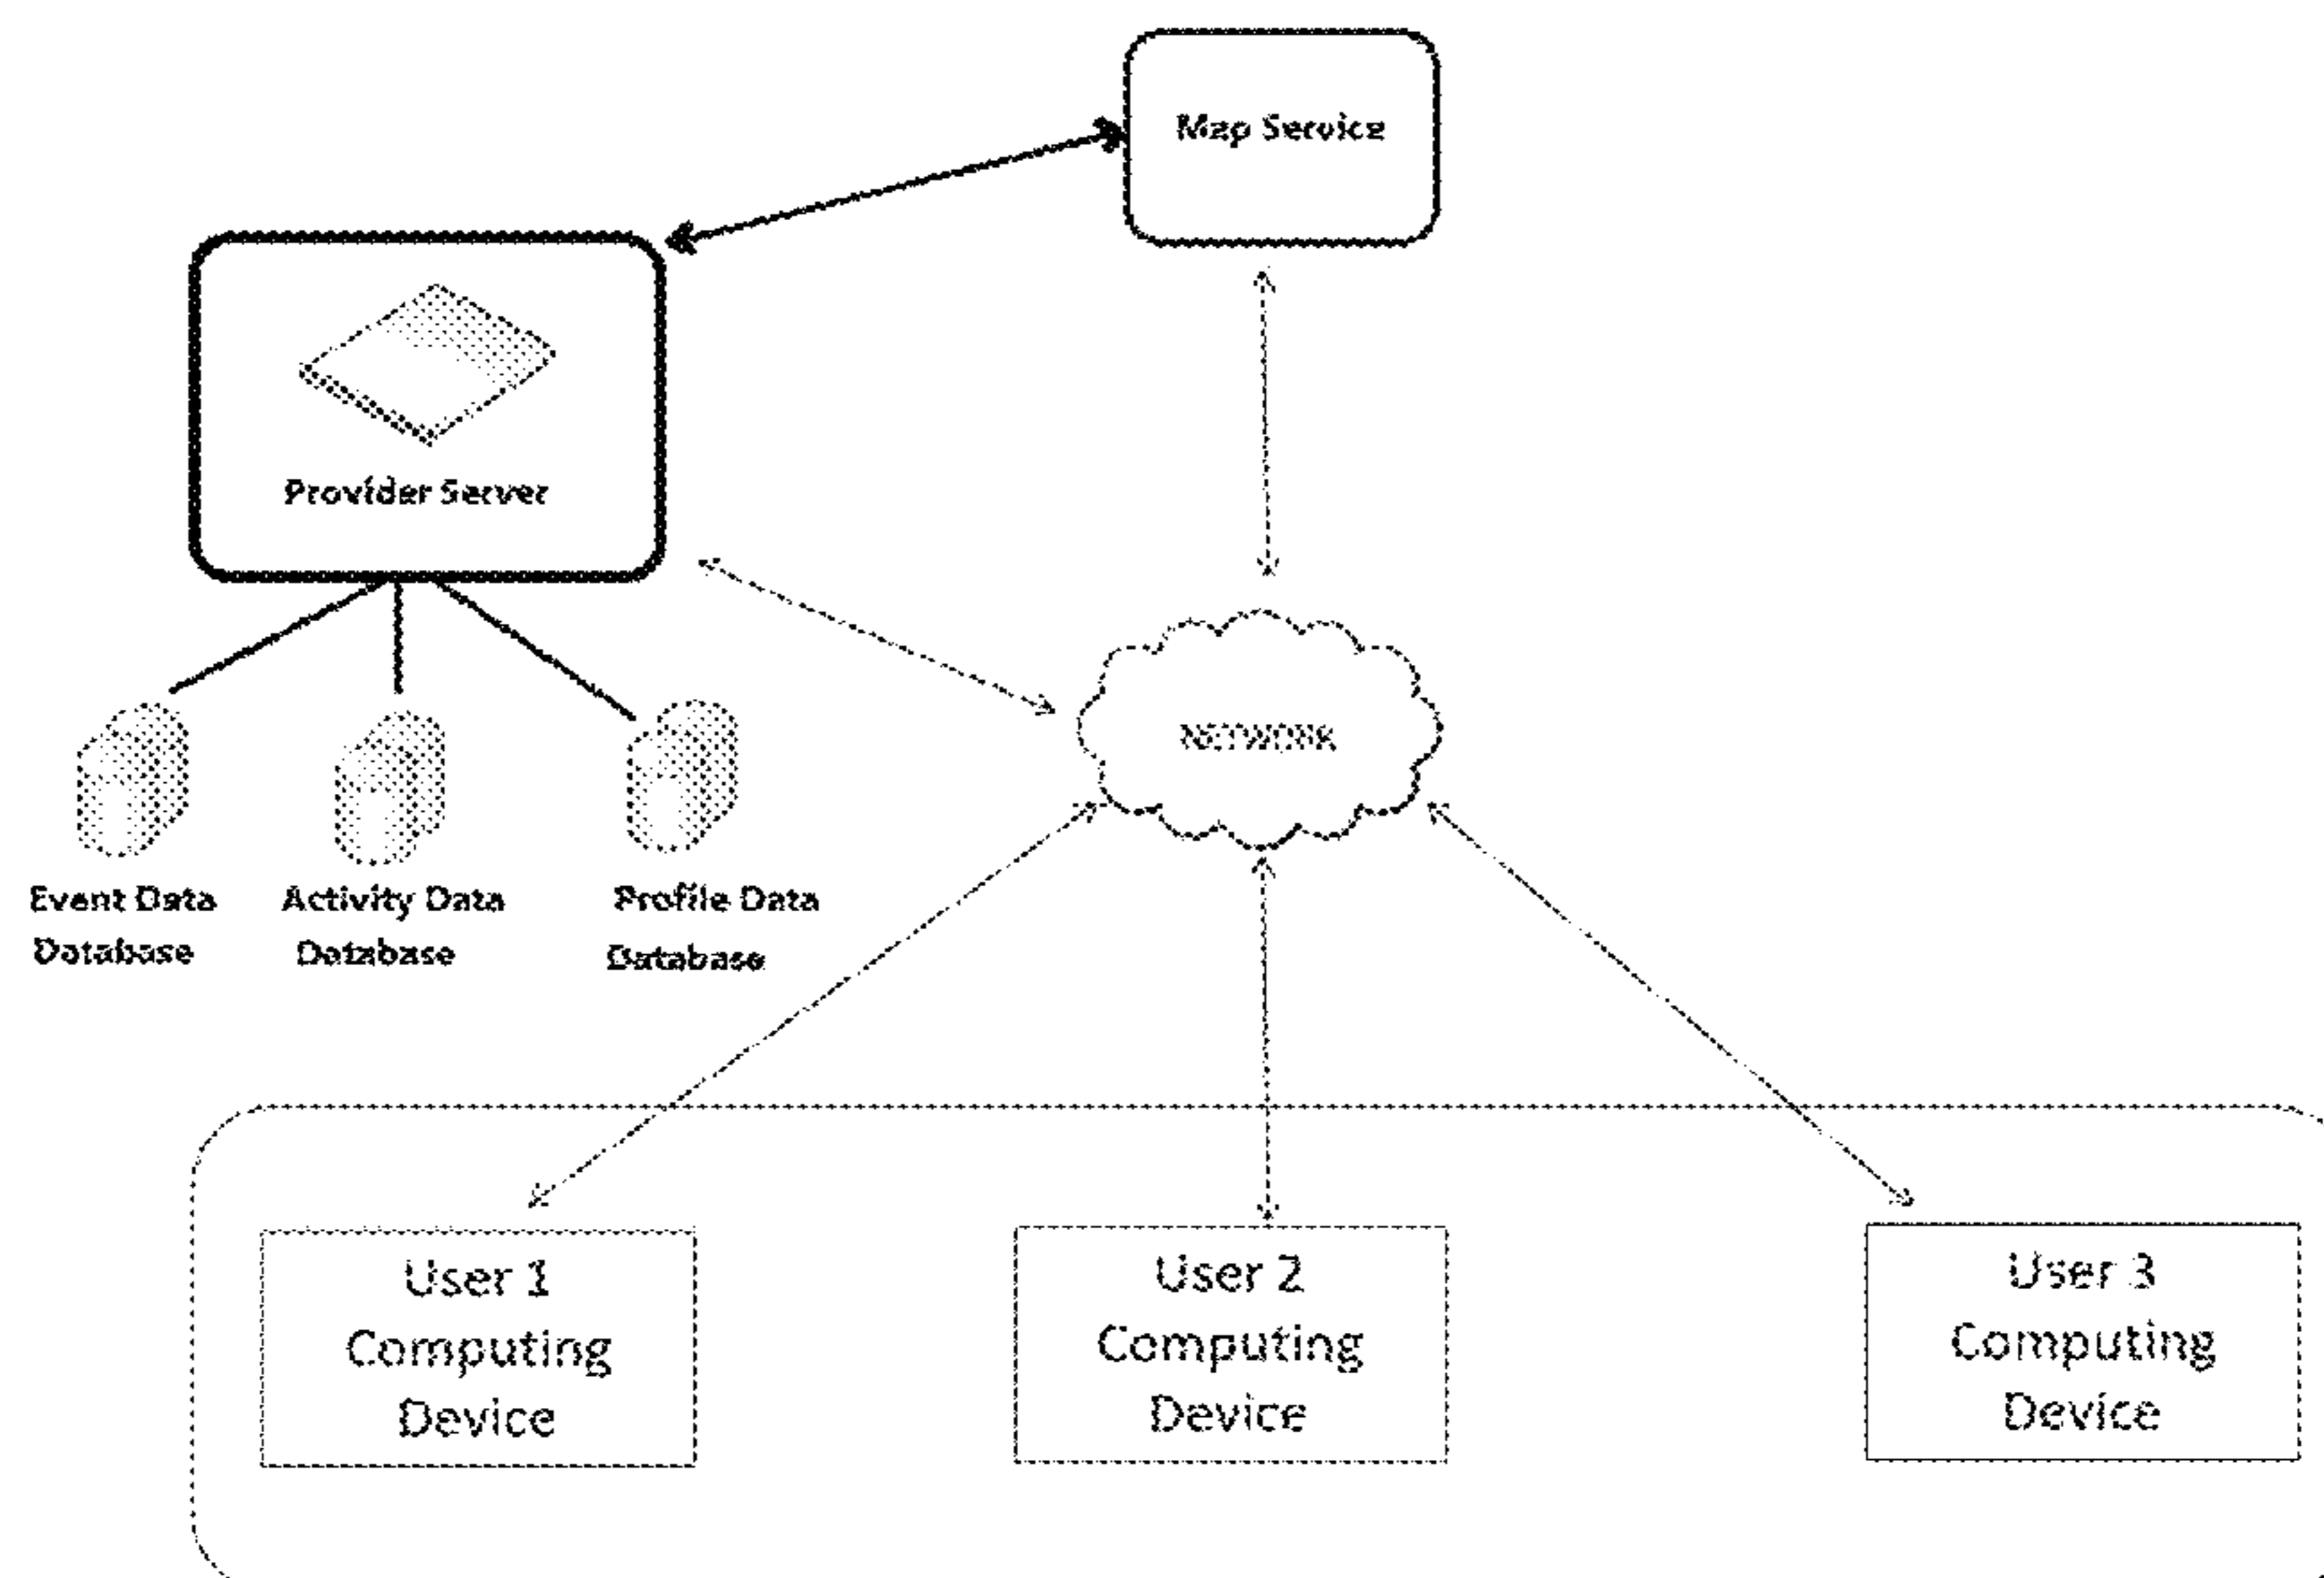 Map Service
Provider Server
NETWORK
Event Data
Database
Activity Data
Database
Profile Data
Database
User 1
Computing
Device
User 2
Computing
Device
User 3
Computing
Device